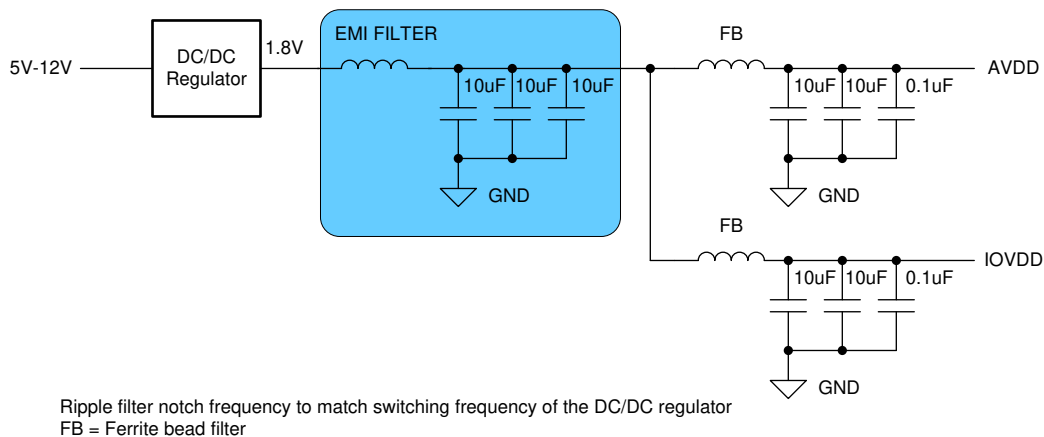 EMI FILTER
FB
5V-12V
DC/DC
Regulator
1.8V
AVDD
10uF
10uF
10uF
10uF
10uF
0.1uF
GND
GND
FB
IOVDD
10uF
10uF
0.1uF
GND
Ripple filter notch frequency to match switching frequency of the DC/DC regulator
FB = Ferrite bead filter